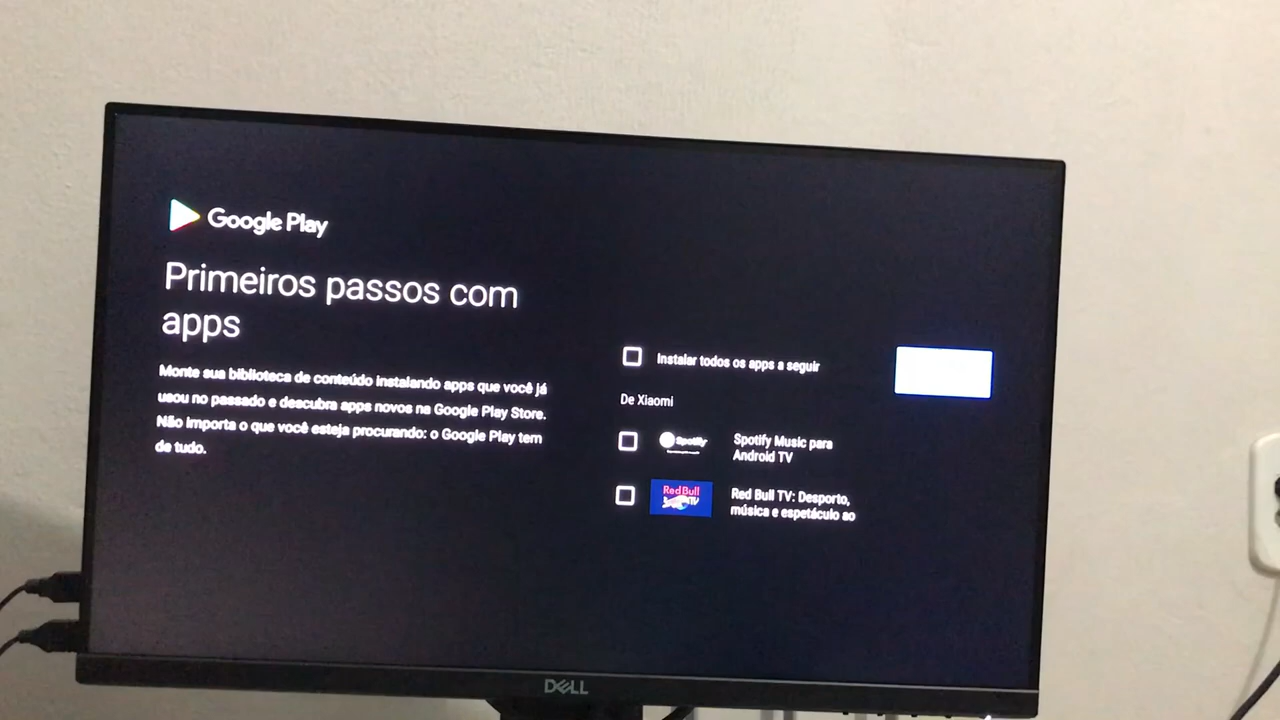 Google Play
Primeiros passos com
apps
Monte sua biblioteca de conteúdo instalando apps que você já
usou no passado e descubra apps novos na Google Play Store.
Não importa o que você esteja procurando: o Google Play tem
de tudo.
Instalar todos os apps a seguir
De Xiaomi
Spotify
Spotify Music para
Android TV
Red Bull
TV
Red Bull TV: Desporto,
música e espetáculo ao
DELL